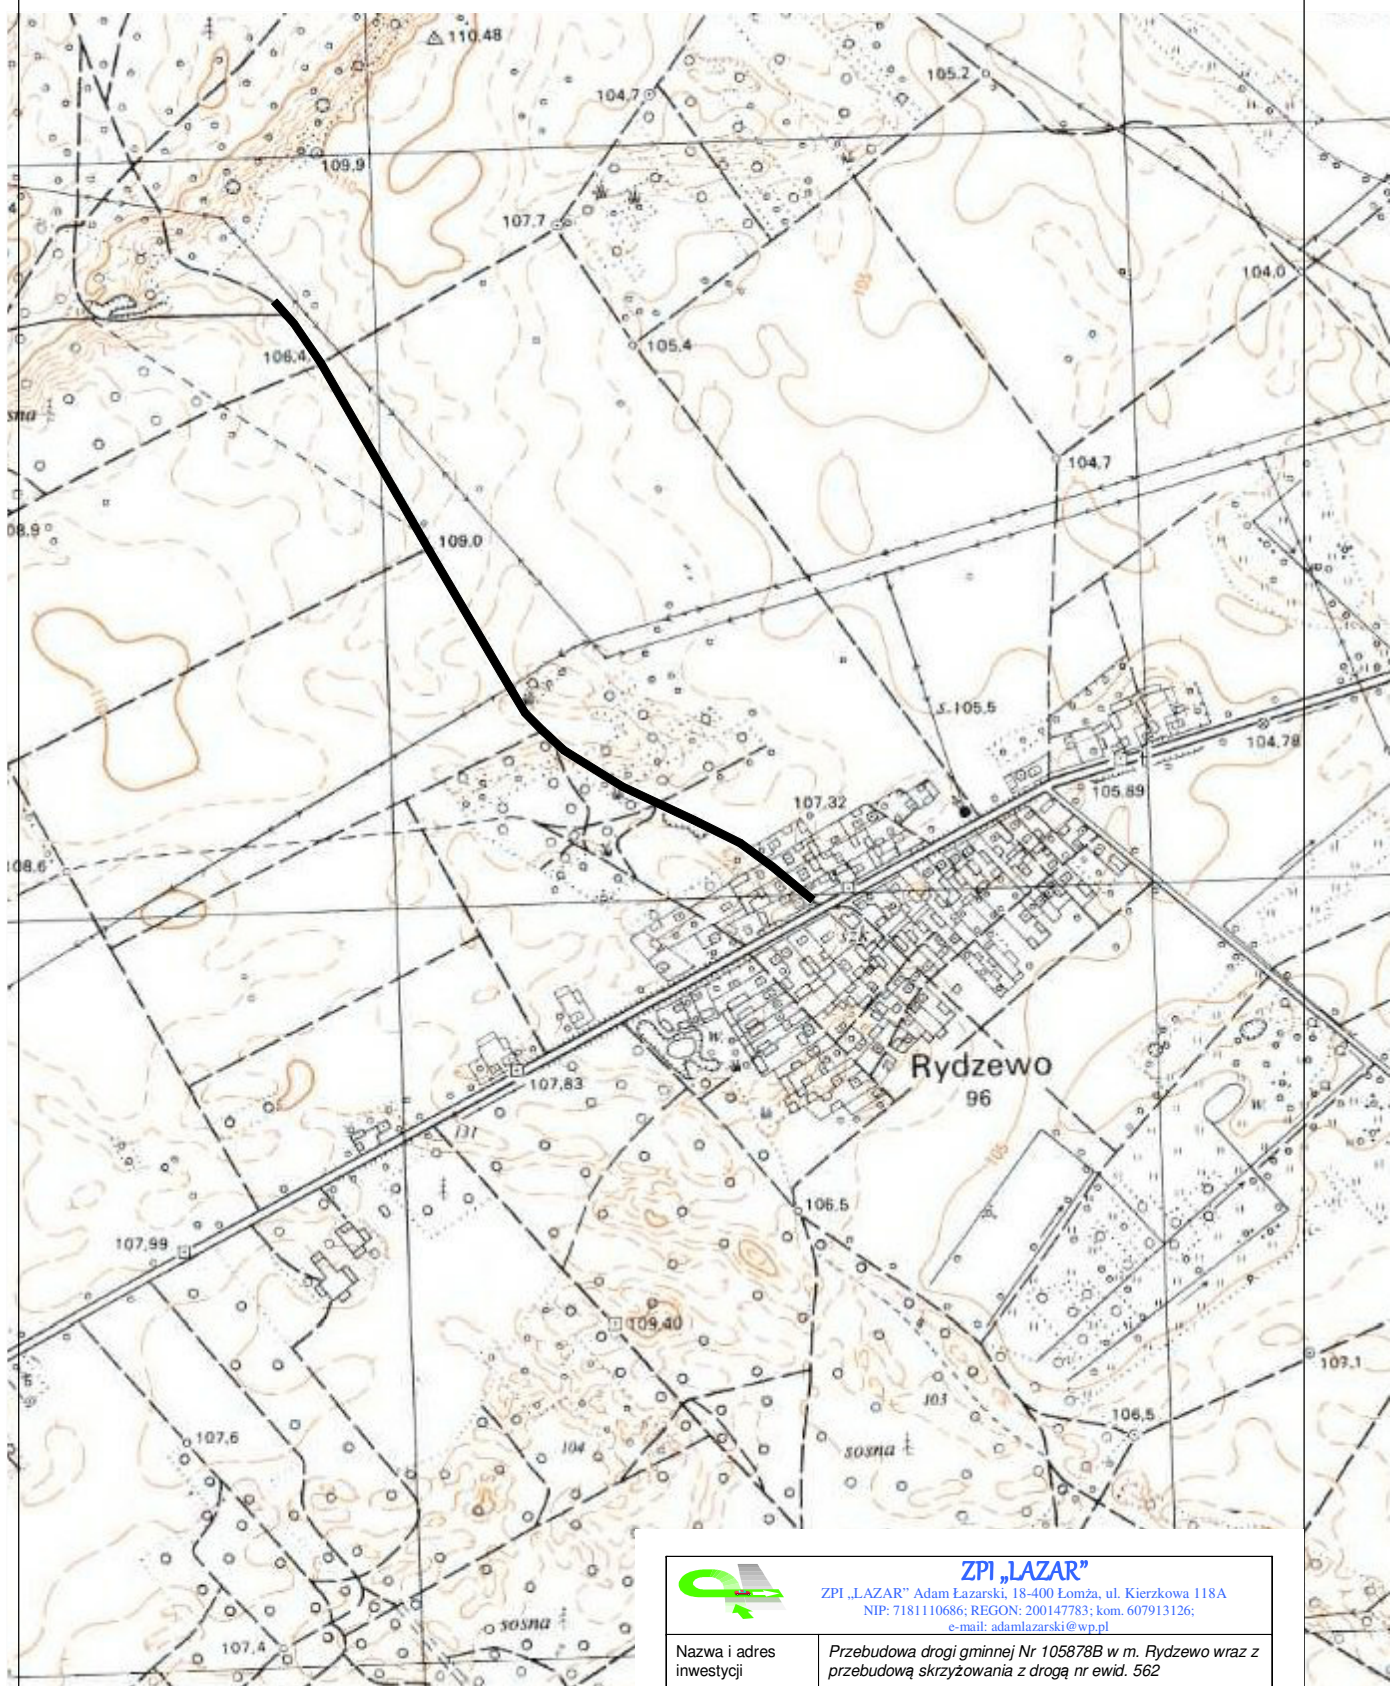 110.48
105.2
104.7
109.9
107.7
104.0
105
105.4
106.4
sna
104.7
08.9
109.0
s.105.5
104.78
105.89
107.32
108.6
Rydzewo
96
W.
107.83
131
W.
105
106.5
107.99
109.40
107.1
103
106.5
107.6
104
sosna
sosna
107.4
ZPI „LAZAR”
ZPI „LAZAR” Adam Łazarski, 18-400 Łomża, ul. Kierzkowa 118A
NIP: 7181110686; REGON: 200147783; kom. 607913126;
e-mail: adamlazarski@wp.pl
Nazwa i adres
inwestycji
Przebudowa drogi gminnej Nr 105878B w m. Rydzewo wraz z
przebudową skrzyżowania z drogą nr ewid. 562